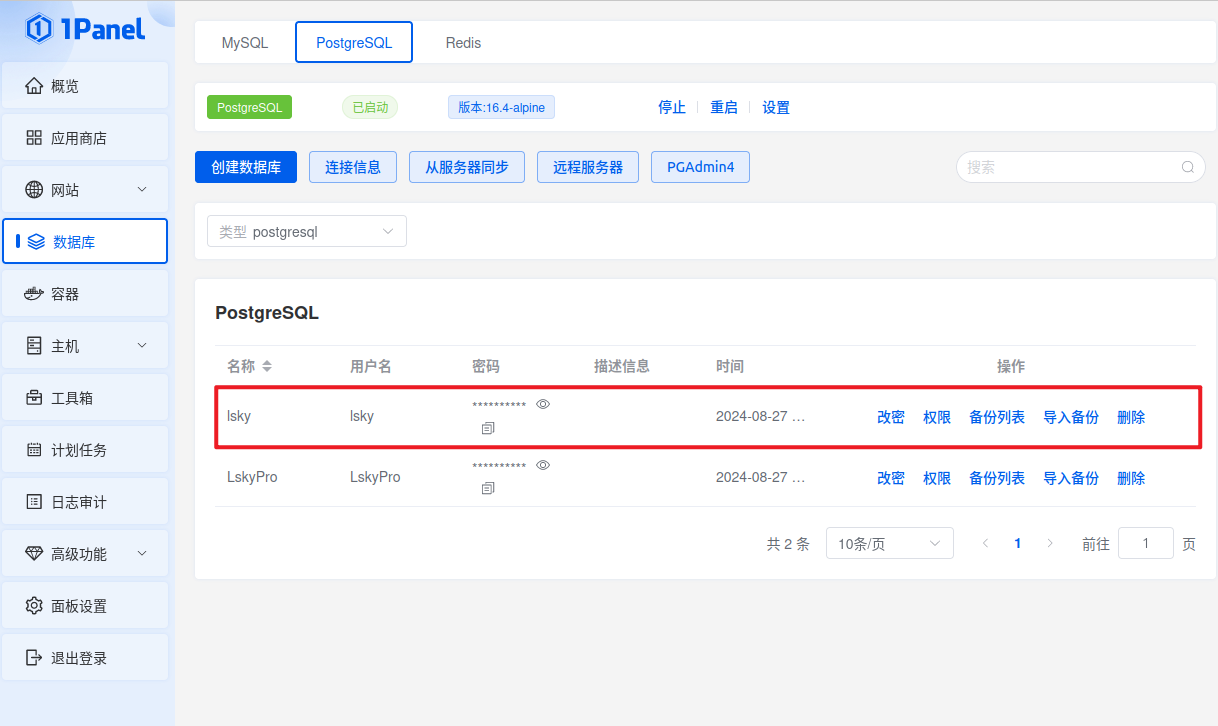 1Panel
概览
应用商店
网站
数据库
容器
主机
工具箱
计划任务
日志审计
高级功能
面板设置
退出登录
MySQL PostgreSQL Redis
PostgreSQL 已启动 版本:16.4-alpine 停止 重启 设置
创建数据库 连接信息 从服务器同步 远程服务器 PGAdmin4 搜索
类型 postgresql
PostgreSQL
名称 用户名 密码 描述信息 时间 操作
lsky lsky ********** 2024-08-27 … 改密 权限 备份列表 导入备份 删除
LskyPro LskyPro ********** 2024-08-27 … 改密 权限 备份列表 导入备份 删除
共 2 条 10条/页 1 前往 1 页